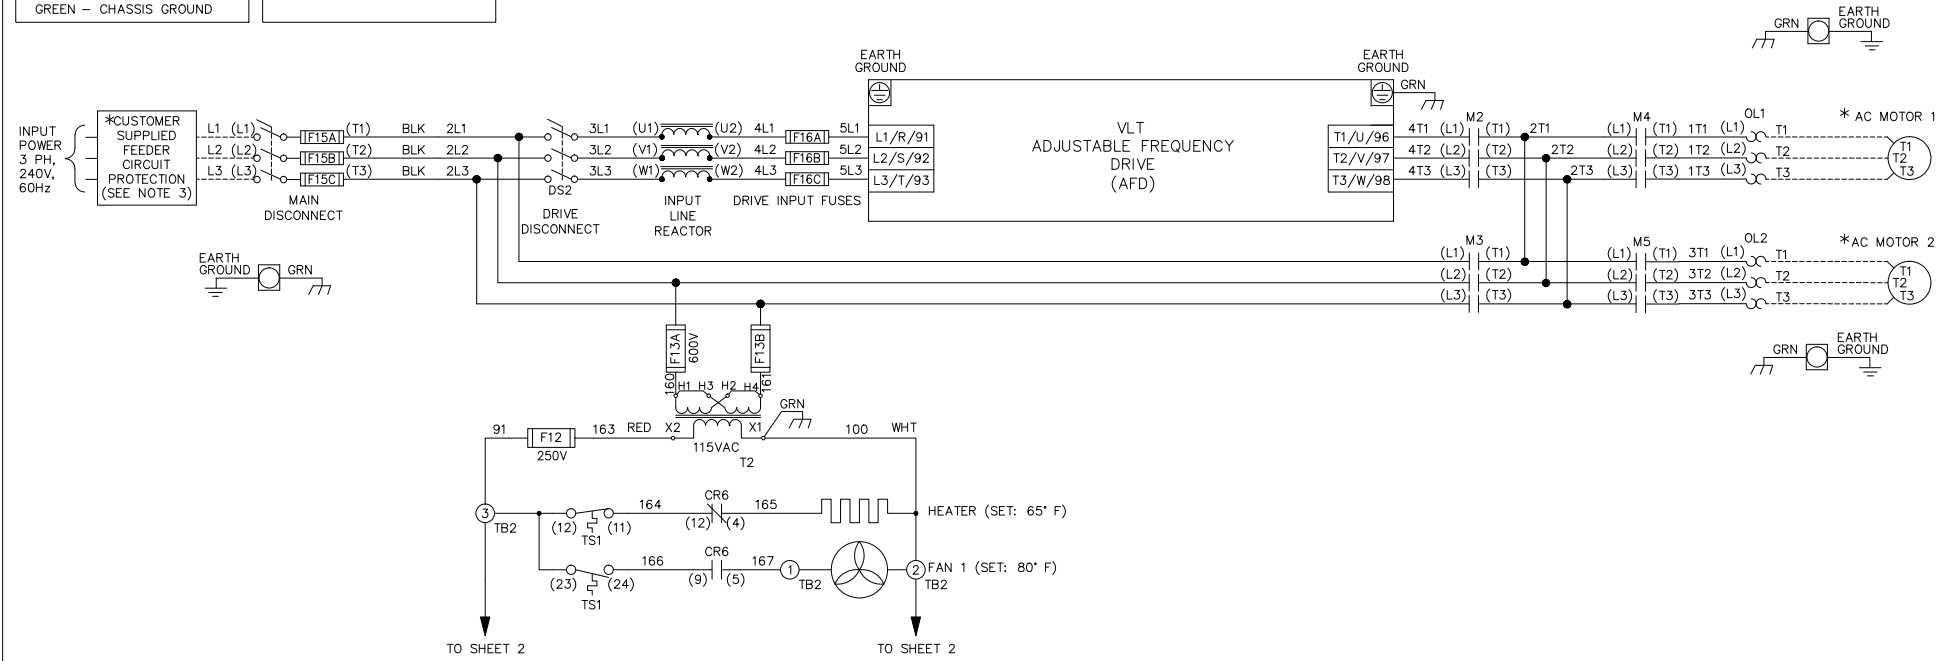 GREEN – CHASSIS GROUND
EARTH
GROUND
GRN
INPUT
POWER
3 PH,
240V,
60Hz
*CUSTOMER
SUPPLIED
FEEDER
CIRCUIT
PROTECTION
(SEE NOTE 3)
L1 (L1) F15A (T1) BLK 2L1
L2 (L2) F15B (T2) BLK 2L2
L3 (L3) F15C (T3) BLK 2L3
MAIN
DISCONNECT
DS2
DRIVE
DISCONNECT
3L1 (U1) (U2) 4L1 F16A 5L1
3L2 (V1) (V2) 4L2 F16B 5L2
3L3 (W1) (W2) 4L3 F16C 5L3
INPUT
LINE
REACTOR
DRIVE INPUT FUSES
EARTH
GROUND
L1/R/91
L2/S/92
L3/T/93
VLT
ADJUSTABLE FREQUENCY
DRIVE
(AFD)
EARTH
GROUND
GRN
T1/U/96
T2/V/97
T3/W/98
M2 M4 OL1
4T1 (L1) (T1) 2T1 (L1) (T1) 1T1 (L1) T1
4T2 (L2) (T2) 2T2 (L2) (T2) 1T2 (L2) T2
4T3 (L3) (T3) 2T3 (L3) (T3) 1T3 (L3) T3
* AC MOTOR 1
T1
T2
T3
M3 M5 OL2
(L1) (T1) (L1) (T1) 3T1 (L1) T1
(L2) (T2) (L2) (T2) 3T2 (L2) T2
(L3) (T3) (L3) (T3) 3T3 (L3) T3
*AC MOTOR 2
T1
T2
T3
EARTH
GROUND
GRN
EARTH
GROUND
GRN
F13A
600V
F13B
160
161
H1 H3 H2 H4
GRN
91 F12 163 RED X2 X1 100 WHT
250V
115VAC
T2
3
TB2
(12) (11)
TS1
164
CR6
(12) (4)
165
HEATER (SET: 65° F)
(23) (24)
TS1
166
CR6
(9) (5)
167
1
TB2
2
TB2
FAN 1 (SET: 80° F)
TO SHEET 2
TO SHEET 2